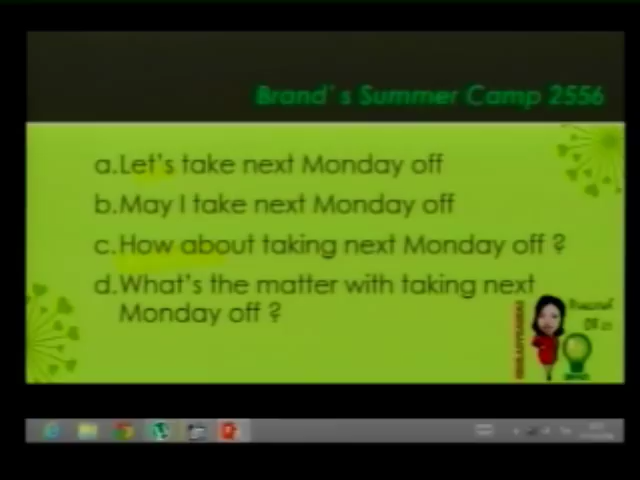 Brand's Summer Camp 2556
a.Let's take next Monday off
b.May I take next Monday off
c.How about taking next Monday off ?
d.What's the matter with taking next
Monday off ?